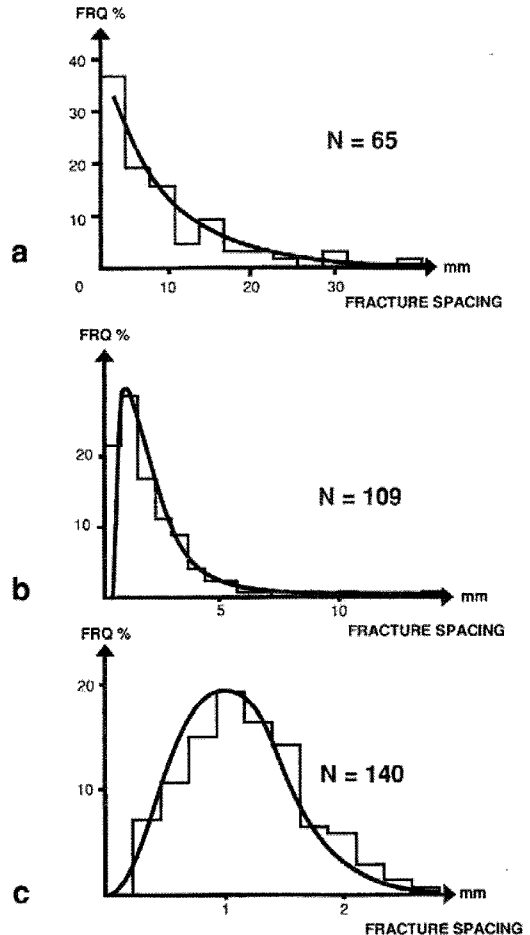 FRQ %
40
30
20
10
N = 65
a
0 10 20 30 mm
FRACTURE SPACING
FRQ %
20
10
N = 109
b
5 10 mm
FRACTURE SPACING
FRQ %
20
10
N = 140
c
1 2 mm
FRACTURE SPACING